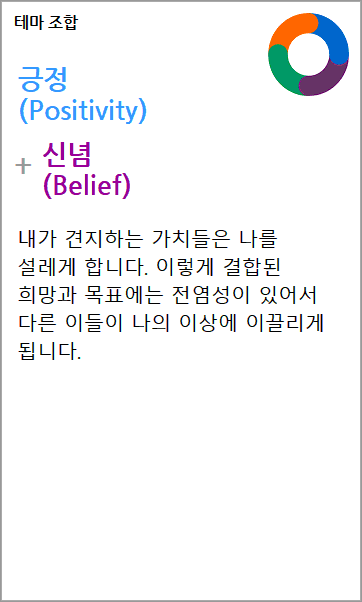 테마 조합
긍정
(Positivity)
+ 신념
(Belief)
내가 견지하는 가치들은 나를
설레게 합니다. 이렇게 결합된
희망과 목표에는 전염성이 있어서
다른 이들이 나의 이상에 이끌리게
됩니다.